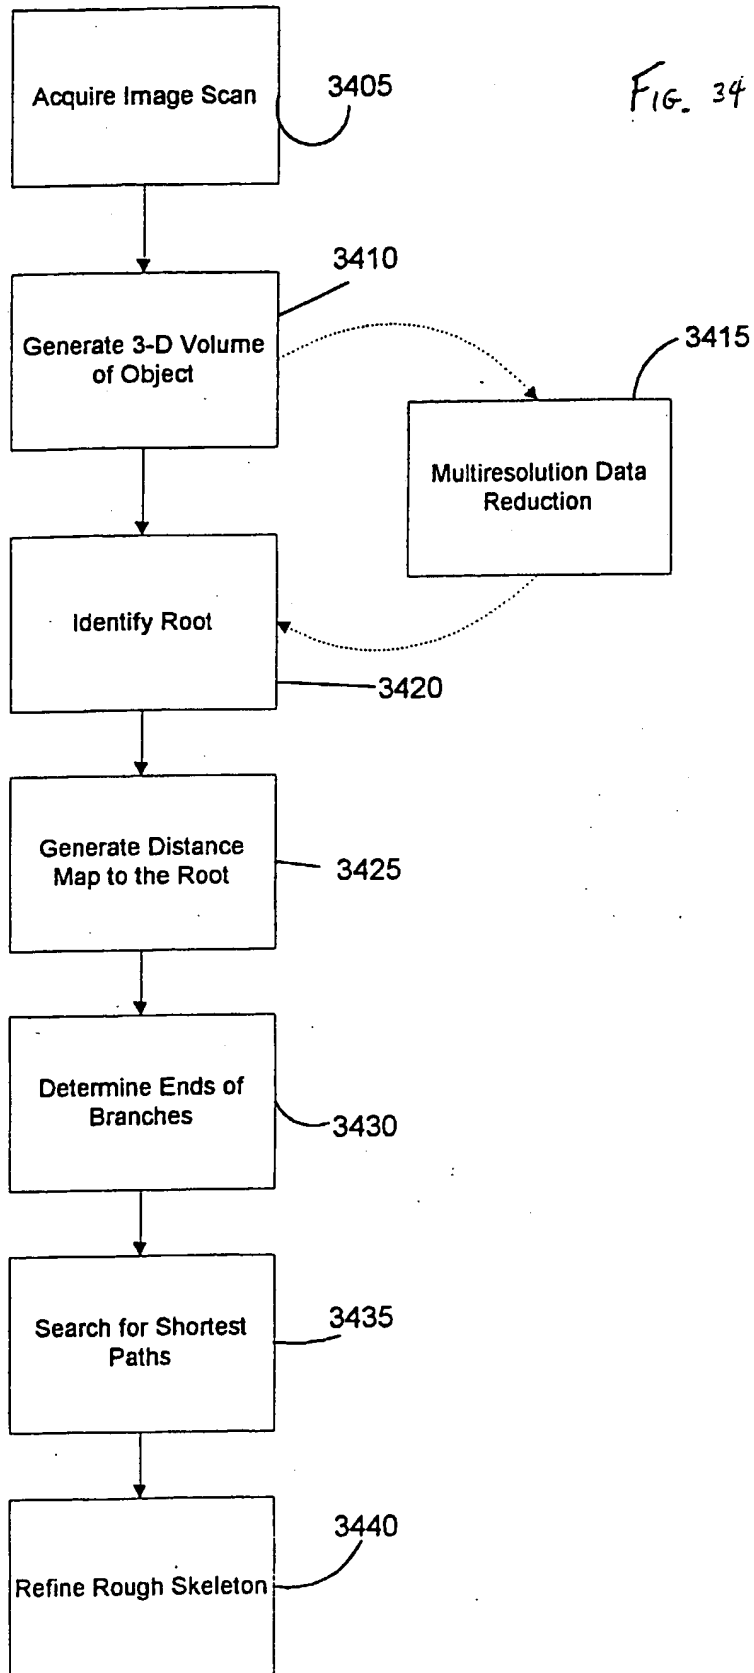 Acquire Image Scan
3405
FIG. 34
3410
Generate 3-D Volume
of Object
3415
Multiresolution Data
Reduction
Identify Root
3420
Generate Distance
Map to the Root
3425
Determine Ends of
Branches
3430
Search for Shortest
Paths
3435
3440
Refine Rough Skeleton